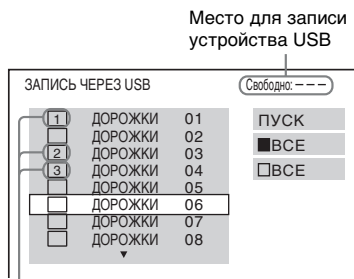 Место для записи
устройства USB
ЗАПИСЬ ЧЕРЕЗ USB
Свободно: – – –
1 ДОРОЖКИ 01
ДОРОЖКИ 02
2 ДОРОЖКИ 03
3 ДОРОЖКИ 04
ДОРОЖКИ 05
ДОРОЖКИ 06
ДОРОЖКИ 07
ДОРОЖКИ 08
ПУСК
ВСЕ
ВСЕ